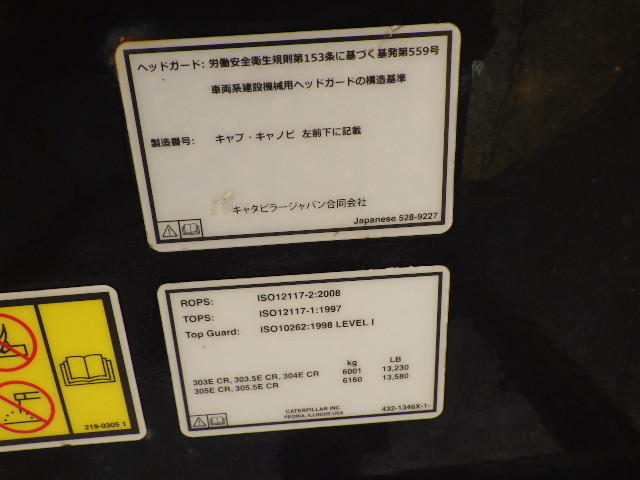 ヘッドガード: 労働安全衛生規則第153条に基づく基発第559号
車両系建設機械用ヘッドガードの構造基準
製造番号: キャブ・キャノピ 左前下に記載
キャタピラージャパン合同会社
Japanese 528-9227
ROPS: ISO12117-2:2008
TOPS: ISO12117-1:1997
Top Guard: ISO10262:1998 LEVEL I
kg LB
303E CR, 303.5E CR, 304E CR 6001 13,230
305E CR, 305.5E CR 6160 13,580
CATERPILLAR INC.
PEORIA, ILLINOIS USA
432-1346X-1-
219-0305 1